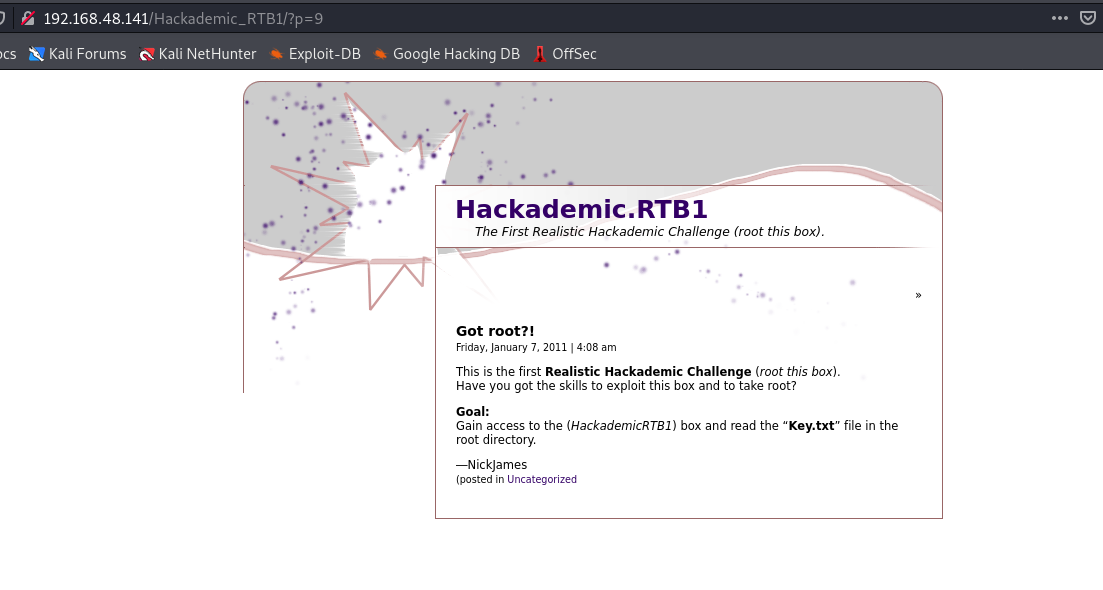 192.168.48.141/Hackademic_RTB1/?p=9
ocs Kali Forums Kali NetHunter Exploit-DB Google Hacking DB OffSec
Hackademic.RTB1
The First Realistic Hackademic Challenge (root this box).
»
Got root?!
Friday, January 7, 2011 | 4:08 am
This is the first Realistic Hackademic Challenge (root this box).
Have you got the skills to exploit this box and to take root?
Goal:
Gain access to the (HackademicRTB1) box and read the “Key.txt” file in the
root directory.
—NickJames
(posted in Uncategorized